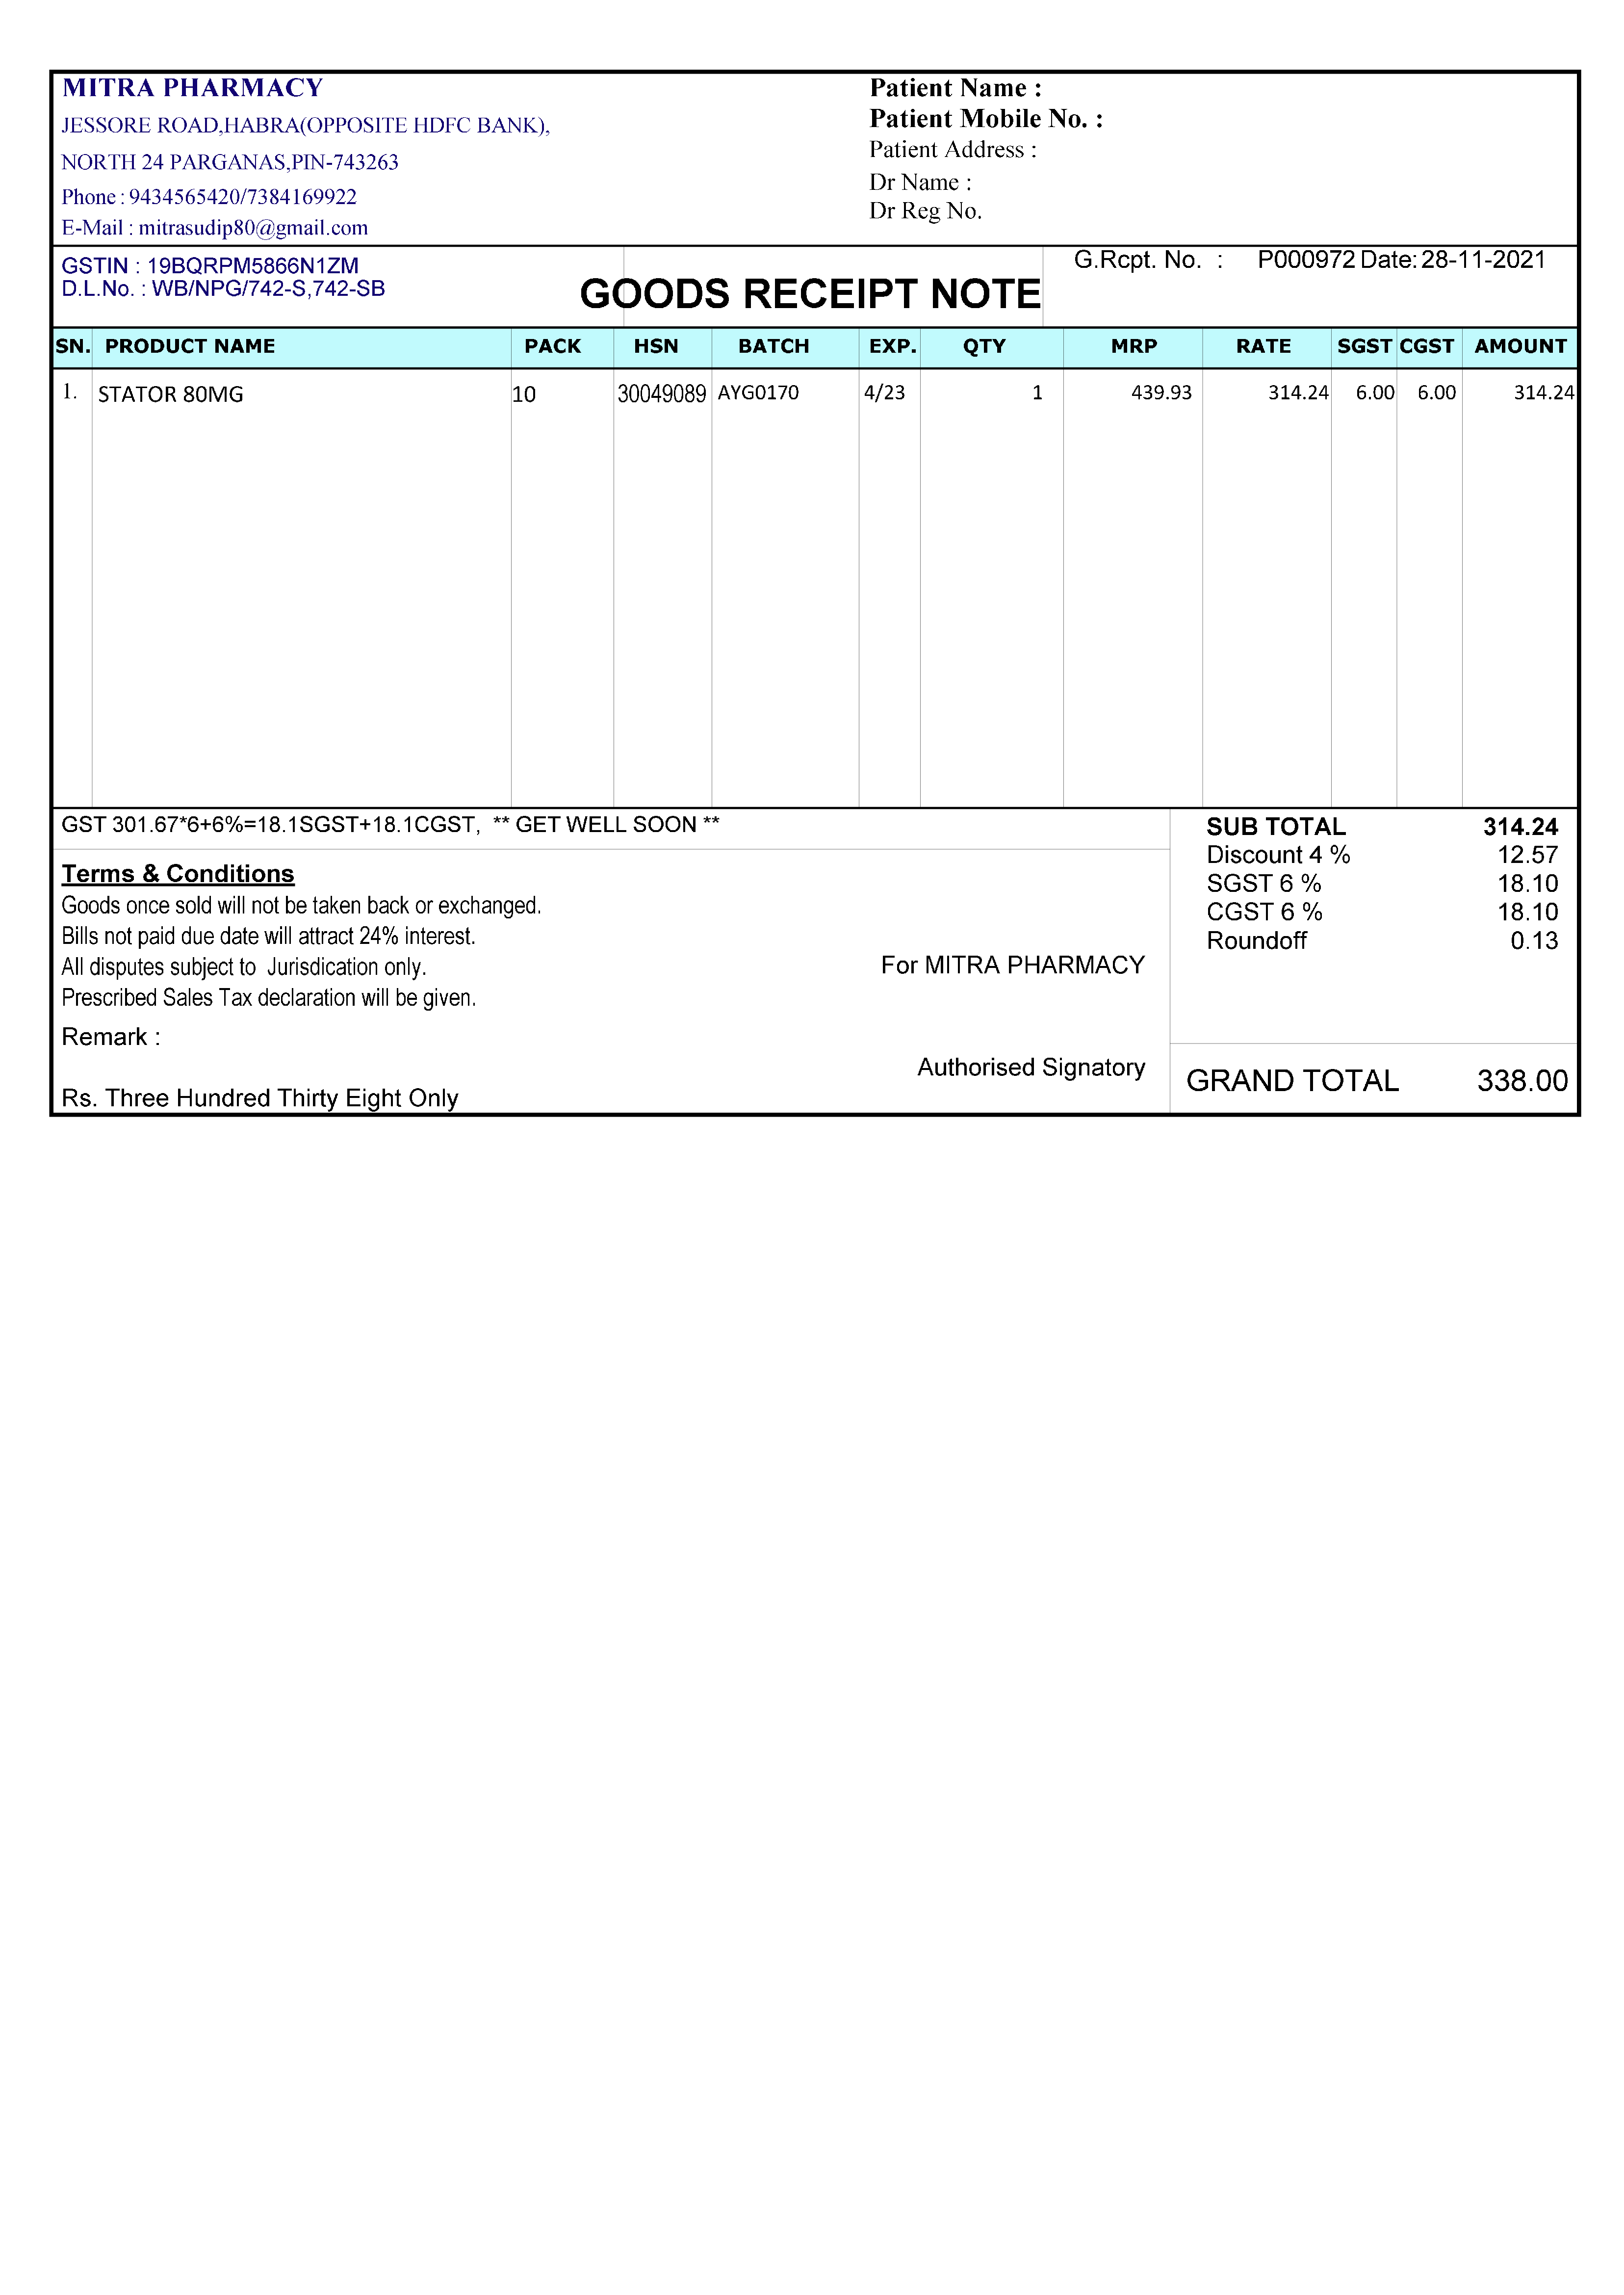 MITRA PHARMACY
JESSORE ROAD,HABRA(OPPOSITE HDFC BANK),
NORTH 24 PARGANAS,PIN-743263
Phone : 9434565420/7384169922
E-Mail : mitrasudip80@gmail.com
Patient Name :
Patient Mobile No. :
Patient Address :
Dr Name :
Dr Reg No.
GSTIN : 19BQRPM5866N1ZM
D.L.No. : WB/NPG/742-S,742-SB
GOODS RECEIPT NOTE
G.Rcpt. No. : P000972 Date: 28-11-2021
SN. PRODUCT NAME PACK HSN BATCH EXP. QTY MRP RATE SGST CGST AMOUNT
1. STATOR 80MG 10 30049089 AYG0170 4/23 1 439.93 314.24 6.00 6.00 314.24
GST 301.67*6+6%=18.1SGST+18.1CGST, ** GET WELL SOON **
Terms & Conditions
Goods once sold will not be taken back or exchanged.
Bills not paid due date will attract 24% interest.
All disputes subject to Jurisdication only.
Prescribed Sales Tax declaration will be given.
Remark :
Rs. Three Hundred Thirty Eight Only
For MITRA PHARMACY
Authorised Signatory
SUB TOTAL 314.24
Discount 4 % 12.57
SGST 6 % 18.10
CGST 6 % 18.10
Roundoff 0.13
GRAND TOTAL 338.00